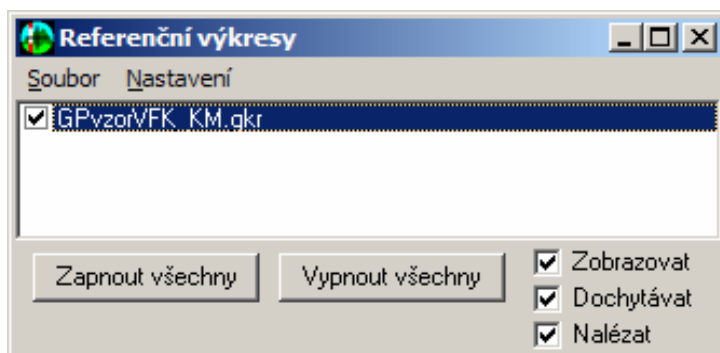 Referenční výkresy
Soubor Nastavení
GPvzorVFK_KM.gkr
Zapnout všechny Vypnout všechny Zobrazovat
Dochytávat
Nalézat